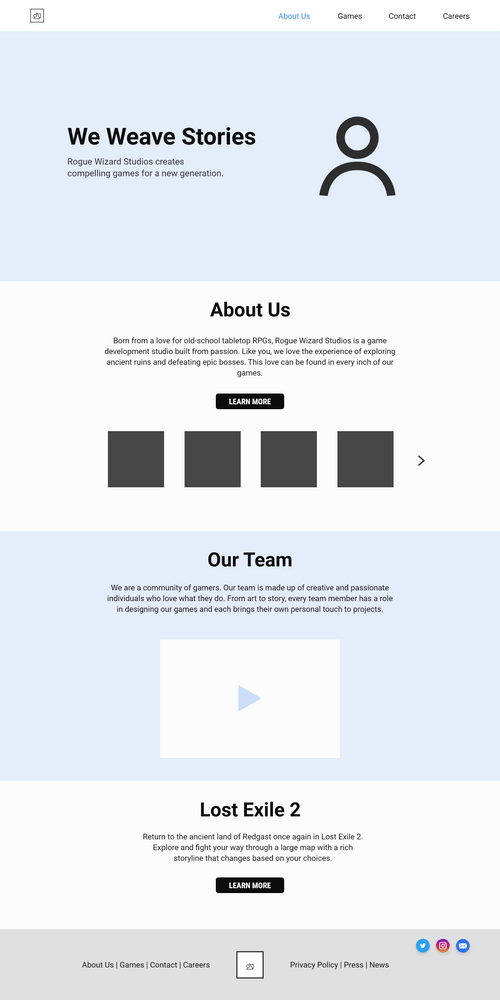 About Us
Games
Contact
Careers
We Weave Stories
Rogue Wizard Studios creates
compelling games for a new generation.
About Us
Born from a love for old-school tabletop RPGs, Rogue Wizard Studios is a game
development studio built from passion. Like you, we love the experience of exploring
ancient ruins and defeating epic bosses. This love can be found in every inch of our
games.
LEARN MORE
Our Team
We are a community of gamers. Our team is made up of creative and passionate
individuals who love what they do. From art to story, every team member has a role
in designing our games and each brings their own personal touch to projects.
Lost Exile 2
Return to the ancient land of Redgast once again in Lost Exile 2.
Explore and fight your way through a large map with a rich
storyline that changes based on your choices.
LEARN MORE
About Us | Games | Contact | Careers
Privacy Policy | Press | News